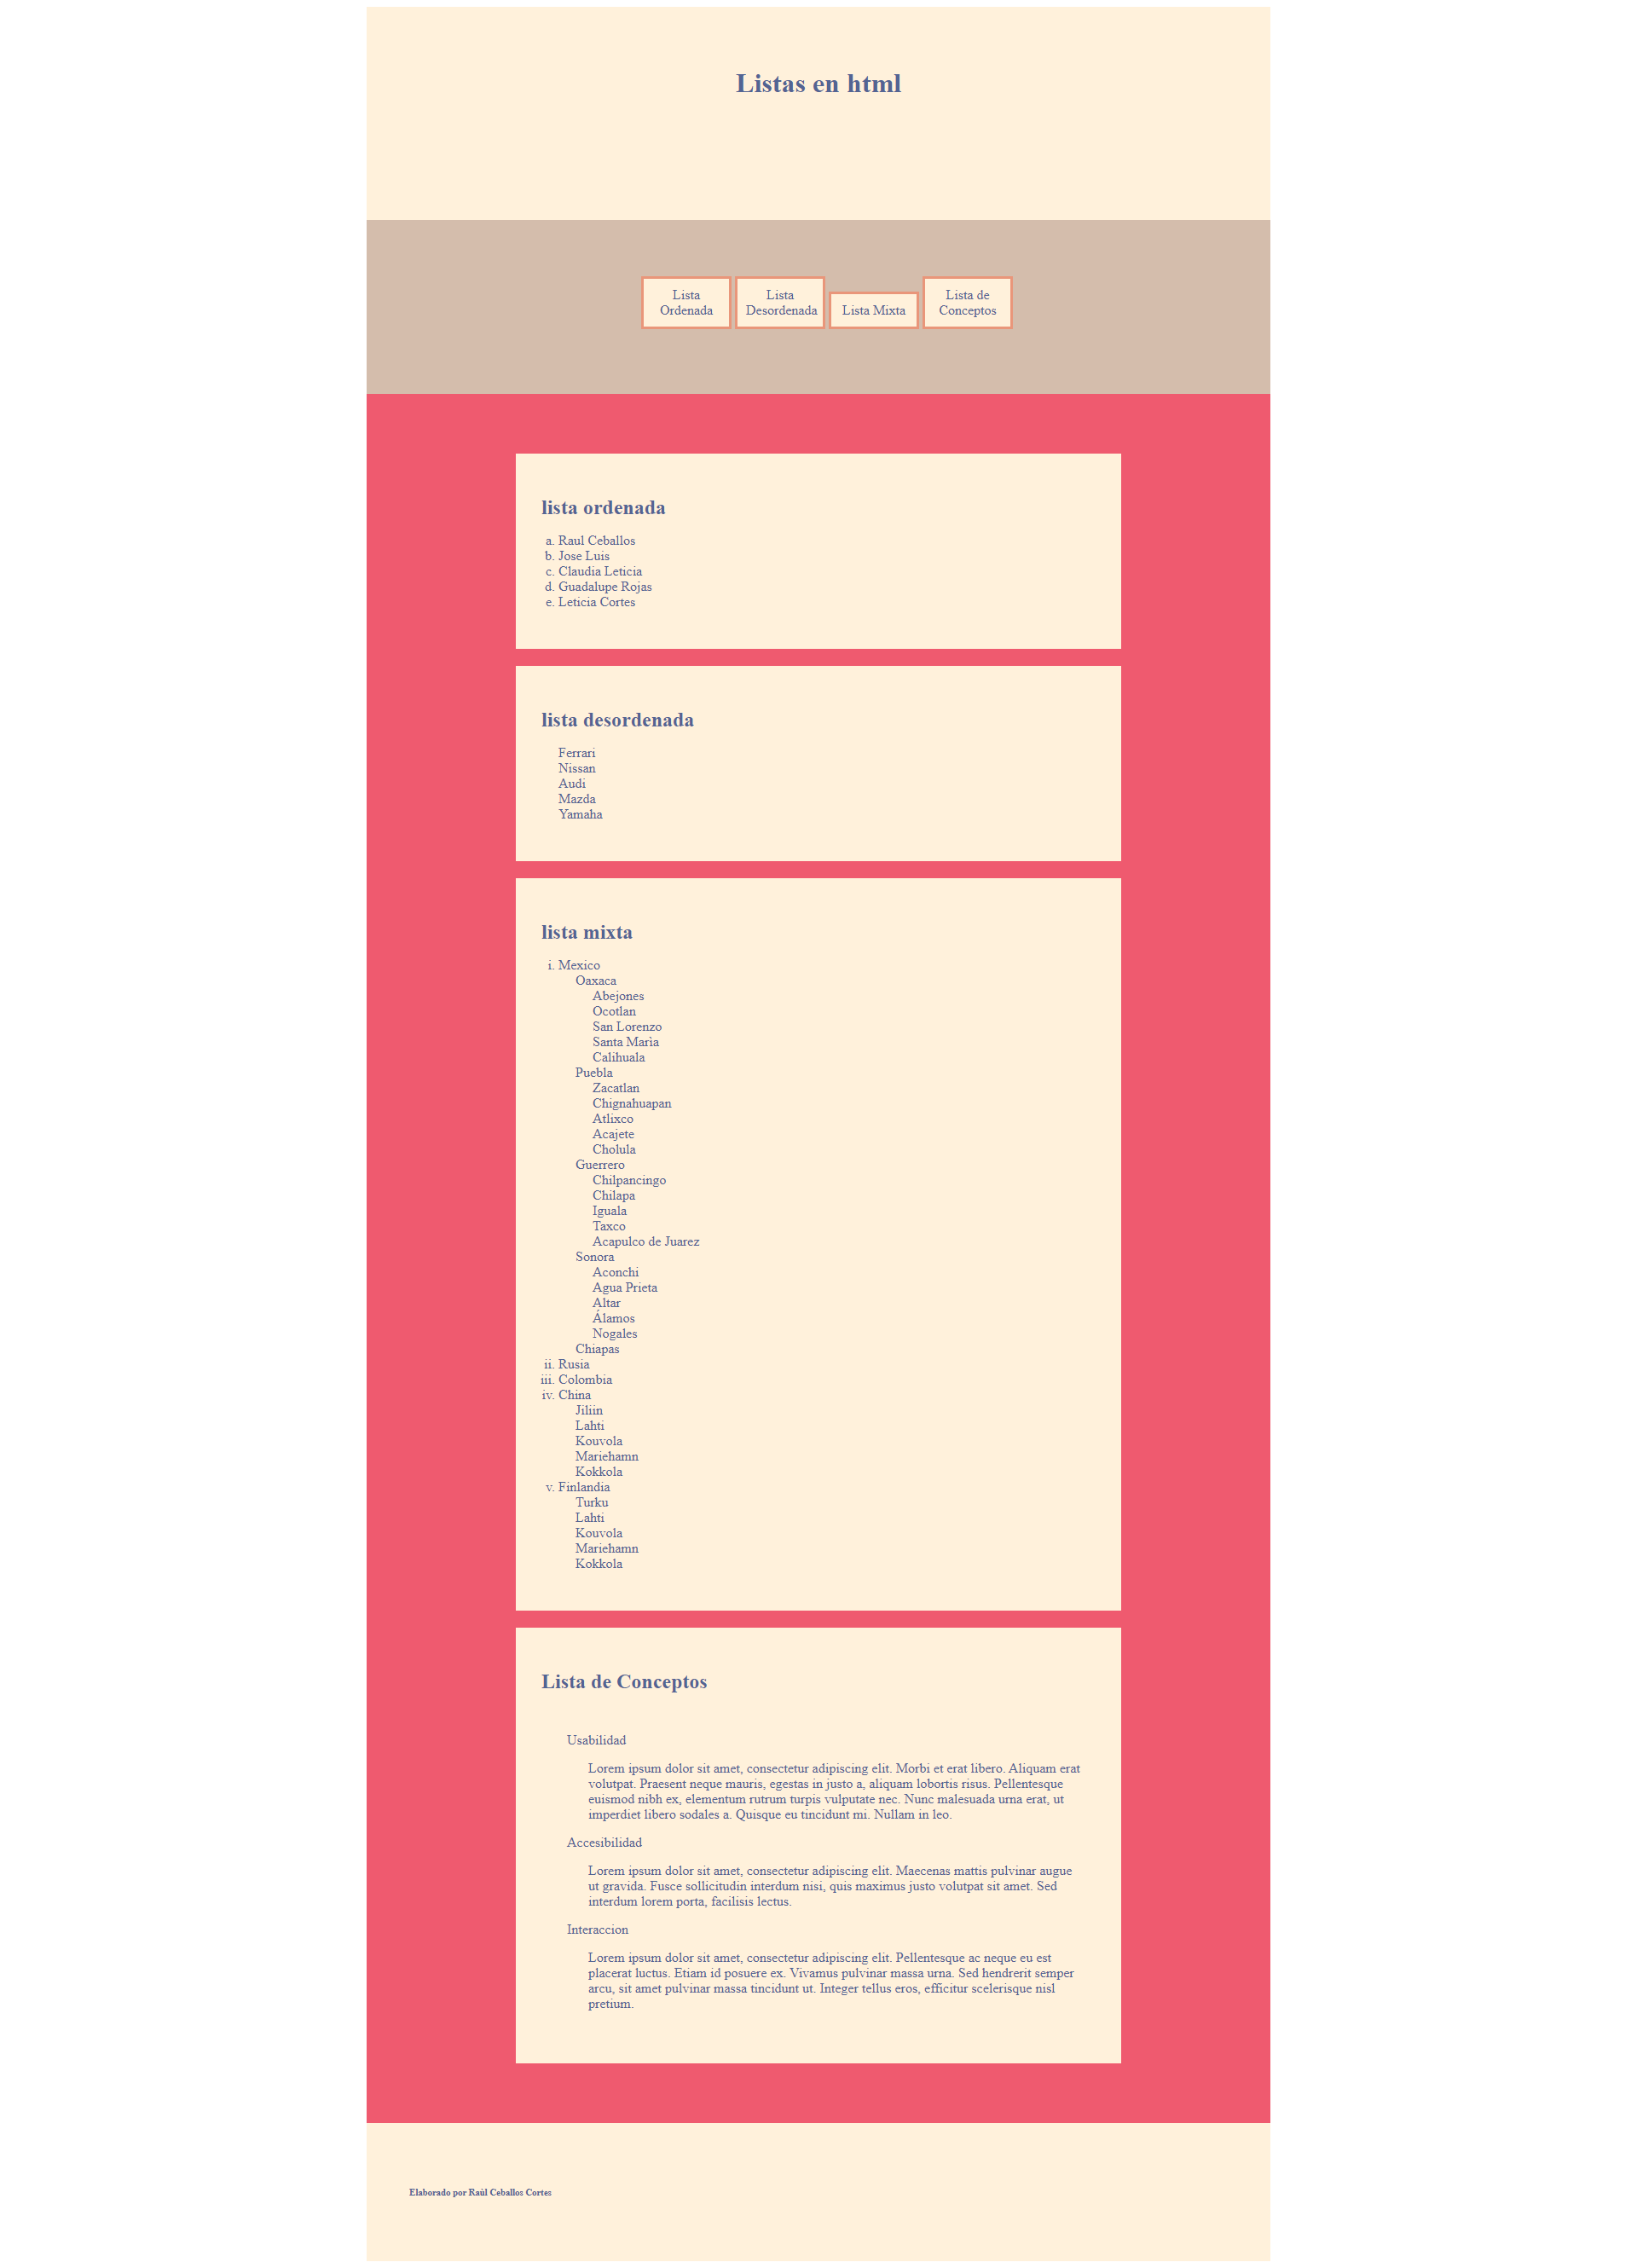 Listas en html
Lista
Ordenada
Lista
Desordenada
Lista Mixta
Lista de
Conceptos
lista ordenada
a. Raul Ceballos
b. Jose Luis
c. Claudia Leticia
d. Guadalupe Rojas
e. Leticia Cortes
lista desordenada
Ferrari
Nissan
Audi
Mazda
Yamaha
lista mixta
i. Mexico
Oaxaca
Abejones
Ocotlan
San Lorenzo
Santa Marìa
Calihuala
Puebla
Zacatlan
Chignahuapan
Atlixco
Acajete
Cholula
Guerrero
Chilpancingo
Chilapa
Iguala
Taxco
Acapulco de Juarez
Sonora
Aconchi
Agua Prieta
Altar
Álamos
Nogales
Chiapas
ii. Rusia
iii. Colombia
iv. China
Jiliin
Lahti
Kouvola
Mariehamn
Kokkola
v. Finlandia
Turku
Lahti
Kouvola
Mariehamn
Kokkola
Lista de Conceptos
Usabilidad
Lorem ipsum dolor sit amet, consectetur adipiscing elit. Morbi et erat libero. Aliquam erat
volutpat. Praesent neque mauris, egestas in justo a, aliquam lobortis risus. Pellentesque
euismod nibh ex, elementum rutrum turpis vulputate nec. Nunc malesuada urna erat, ut
imperdiet libero sodales a. Quisque eu tincidunt mi. Nullam in leo.
Accesibilidad
Lorem ipsum dolor sit amet, consectetur adipiscing elit. Maecenas mattis pulvinar augue
ut gravida. Fusce sollicitudin interdum nisi, quis maximus justo volutpat sit amet. Sed
interdum lorem porta, facilisis lectus.
Interaccion
Lorem ipsum dolor sit amet, consectetur adipiscing elit. Pellentesque ac neque eu est
placerat luctus. Etiam id posuere ex. Vivamus pulvinar massa urna. Sed hendrerit semper
arcu, sit amet pulvinar massa tincidunt ut. Integer tellus eros, efficitur scelerisque nisl
pretium.
Elaborado por Raùl Ceballos Cortes